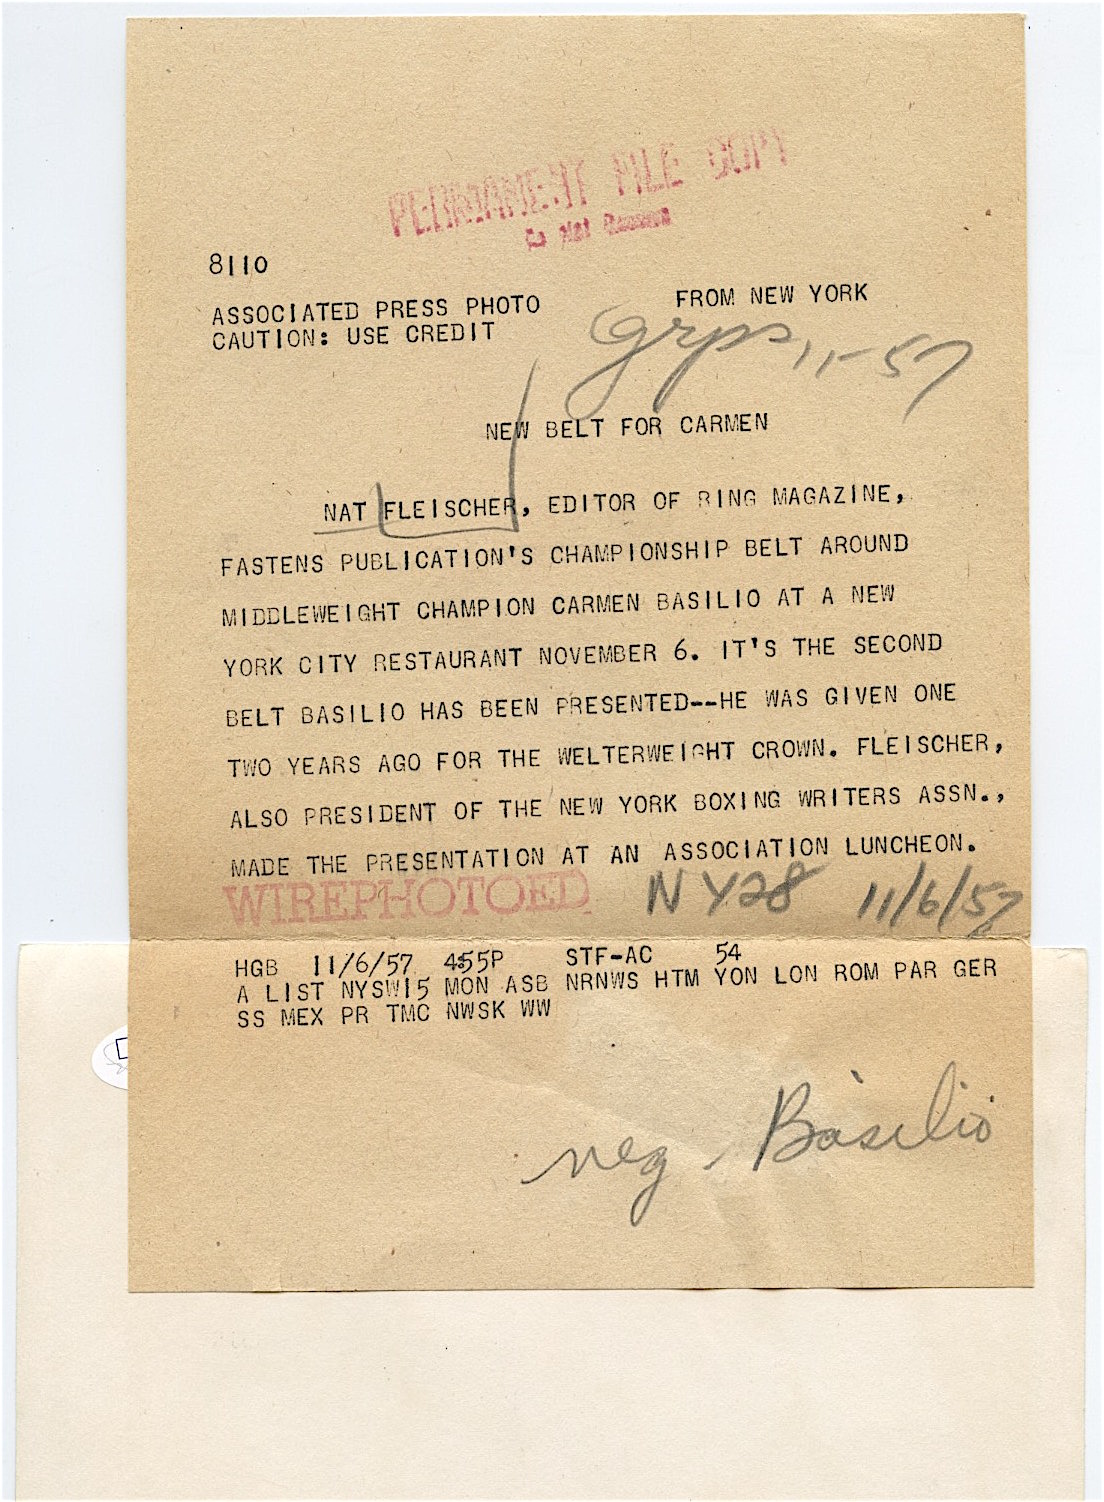 PERMANENT FILE COPY
Do Not Remove
8110
ASSOCIATED PRESS PHOTO FROM NEW YORK
CAUTION: USE CREDIT
grps 11-57
NEW BELT FOR CARMEN
NAT FLEISCHER, EDITOR OF RING MAGAZINE,
FASTENS PUBLICATION'S CHAMPIONSHIP BELT AROUND
MIDDLEWEIGHT CHAMPION CARMEN BASILIO AT A NEW
YORK CITY RESTAURANT NOVEMBER 6. IT'S THE SECOND
BELT BASILIO HAS BEEN PRESENTED--HE WAS GIVEN ONE
TWO YEARS AGO FOR THE WELTERWEIGHT CROWN. FLEISCHER,
ALSO PRESIDENT OF THE NEW YORK BOXING WRITERS ASSN.,
MADE THE PRESENTATION AT AN ASSOCIATION LUNCHEON.
WIREPHOTOED NY28 11/6/57
HGB 11/6/57 455P STF-AC 54
A LIST NYSW15 MON ASB NRNWS HTM YON LON ROM PAR GER
SS MEX PR TMC NWSK WW
neg - Basilio